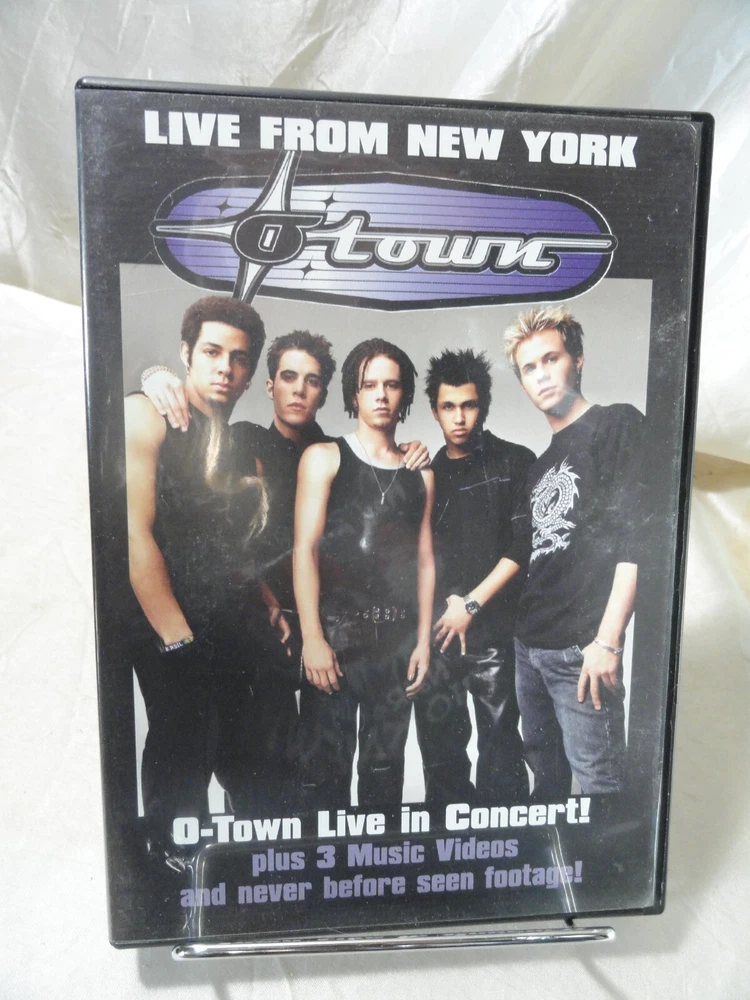 LIVE FROM NEW YORK
O-town
O-Town Live in Concert!
plus 3 Music Videos
and never before seen footage!